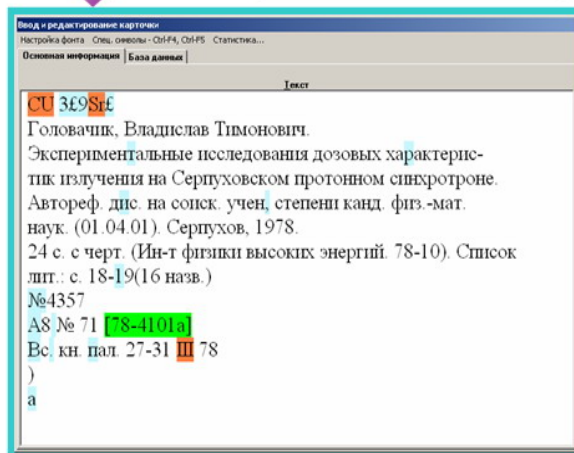 Ввод и редактирование карточки
Настройка фонта Спец. символы - Ctrl-F4, Ctrl-F5 Статистика...
Основная информация База данных
Текст
CU 3£9Sr£
Головачик, Владислав Тимонович.
Экспериментальные исследования дозовых характерис-
тик излучения на Серпуховском протонном синхротроне.
Автореф. дис. на соиск. учен, степени канд. физ.-мат.
наук. (01.04.01). Серпухов, 1978.
24 с. с черт. (Ин-т физики высоких энергий. 78-10). Список
лит.: с. 18-19(16 назв.)
№4357
А8 № 71 [78-4101а]
Вс. кн. пал. 27-31 III 78
)
а